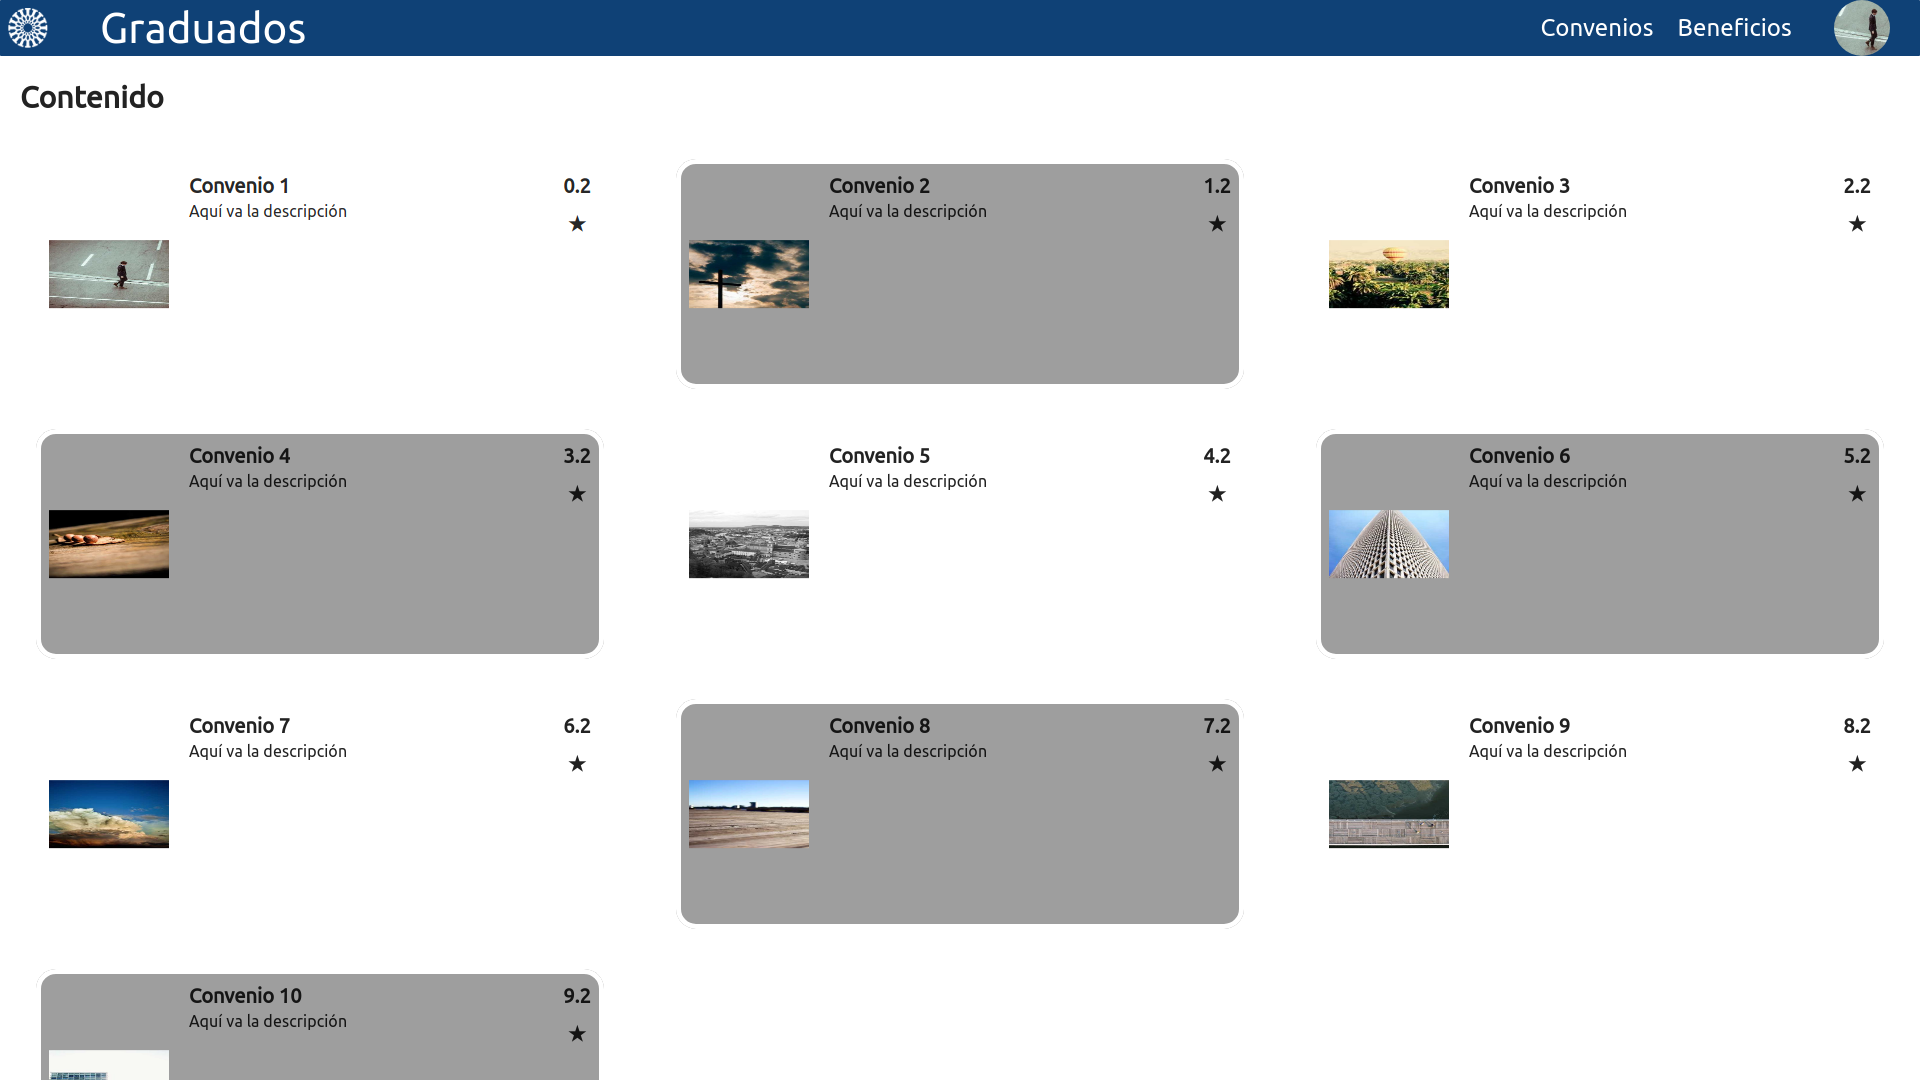 Graduados
Convenios
Beneficios
Contenido
Convenio 1
0.2
Aquí va la descripción
★
Convenio 2
1.2
Aquí va la descripción
★
Convenio 3
2.2
Aquí va la descripción
★
Convenio 4
3.2
Aquí va la descripción
★
Convenio 5
4.2
Aquí va la descripción
★
Convenio 6
5.2
Aquí va la descripción
★
Convenio 7
6.2
Aquí va la descripción
★
Convenio 8
7.2
Aquí va la descripción
★
Convenio 9
8.2
Aquí va la descripción
★
Convenio 10
9.2
Aquí va la descripción
★